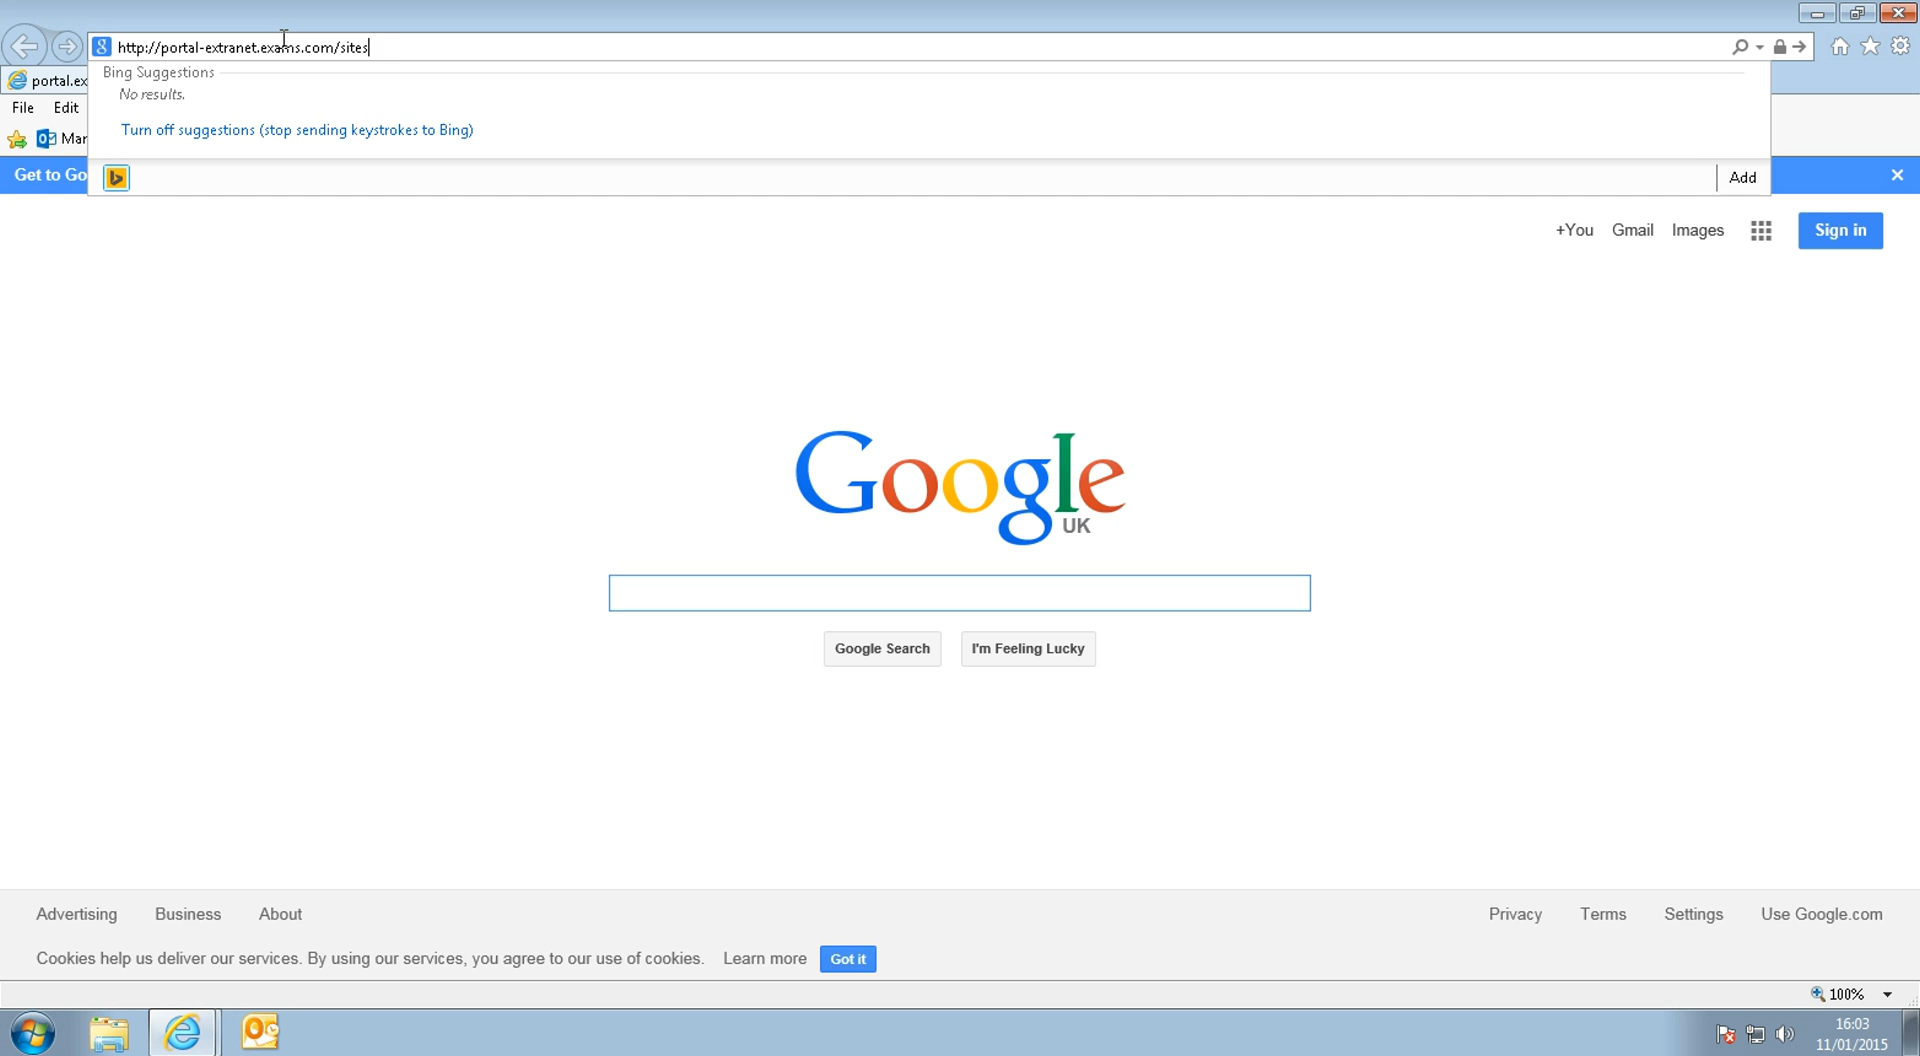 http://portal-extranet.exams.com/sites
portal.ex
Bing Suggestions
No results.
File Edit
Turn off suggestions (stop sending keystrokes to Bing)
Mar
Get to Go
Add
+You Gmail Images Sign in
Google
UK
Google Search I'm Feeling Lucky
Advertising Business About Privacy Terms Settings Use Google.com
Cookies help us deliver our services. By using our services, you agree to our use of cookies. Learn more Got it
100%
16:03
11/01/2015